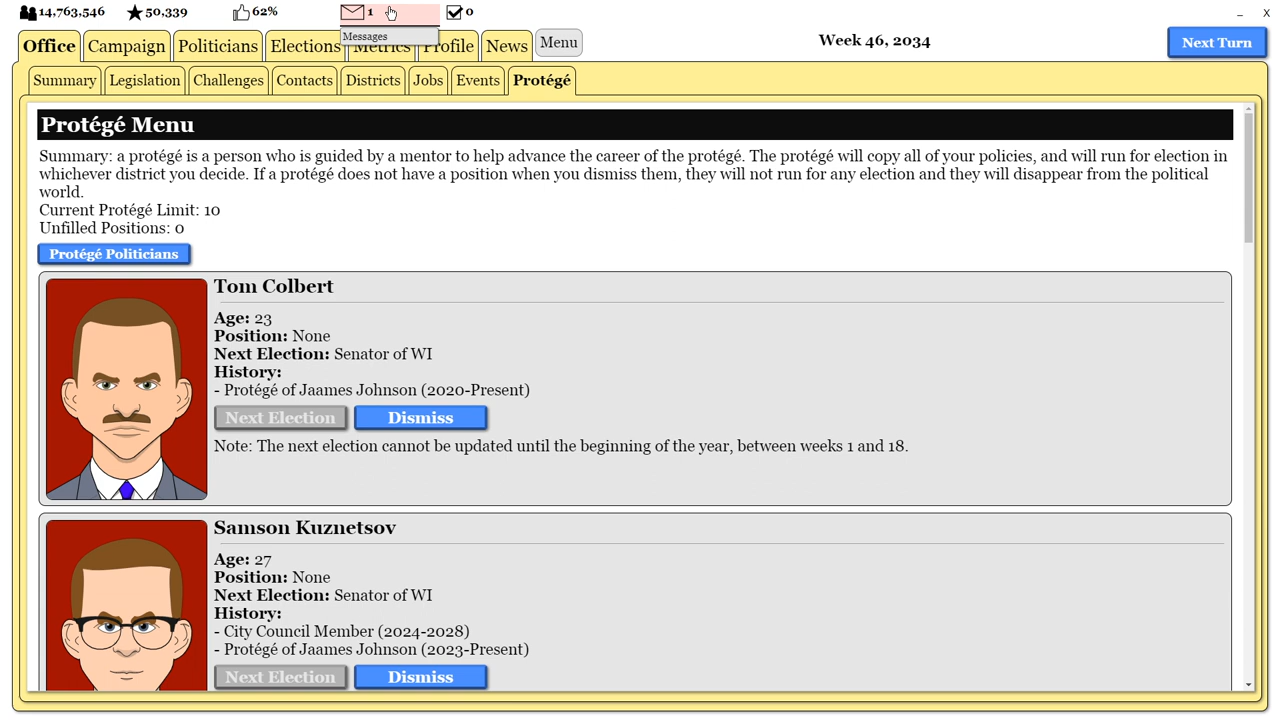 14,763,546 50,339 62% 1 0
_ X
Messages
Office Campaign Politicians Elections Metrics Profile News Menu
Week 46, 2034
Next Turn
Summary Legislation Challenges Contacts Districts Jobs Events Protégé
Protégé Menu
Summary: a protégé is a person who is guided by a mentor to help advance the career of the protégé. The protégé will copy all of your policies, and will run for election in
whichever district you decide. If a protégé does not have a position when you dismiss them, they will not run for any election and they will disappear from the political
world.
Current Protégé Limit: 10
Unfilled Positions: 0
Protégé Politicians
Tom Colbert
Age: 23
Position: None
Next Election: Senator of WI
History:
- Protégé of Jaames Johnson (2020-Present)
Next Election Dismiss
Note: The next election cannot be updated until the beginning of the year, between weeks 1 and 18.
Samson Kuznetsov
Age: 27
Position: None
Next Election: Senator of WI
History:
- City Council Member (2024-2028)
- Protégé of Jaames Johnson (2023-Present)
Next Election Dismiss